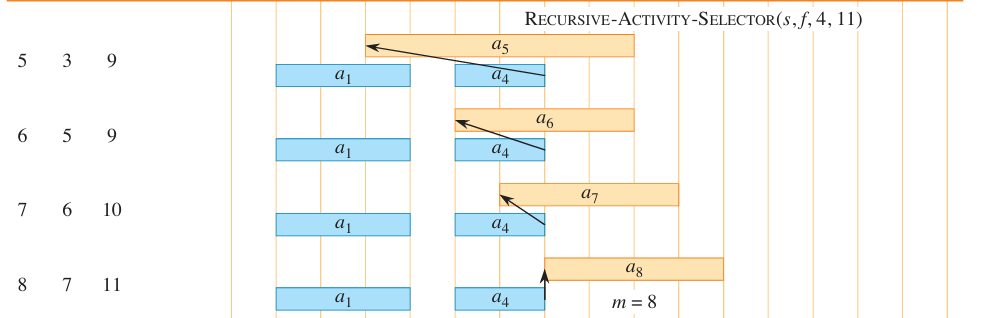 RECURSIVE-ACTIVITY-SELECTOR(s, f, 4, 11)
5 3 9 a5
a1 a4
6 5 9 a6
a1 a4
7 6 10 a7
a1 a4
8 7 11 a8
a1 a4 m = 8